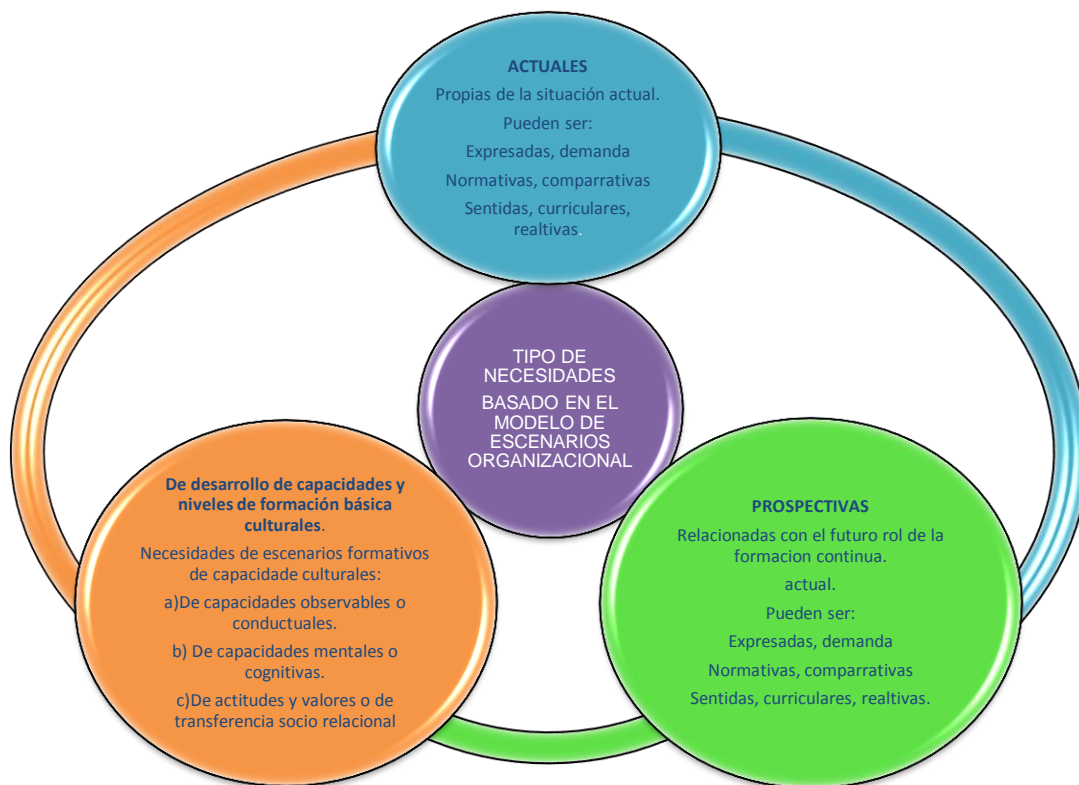 ACTUALES
Propias de la situación actual.
Pueden ser:
Expresadas, demanda
Normativas, comparrativas
Sentidas, curriculares,
realtivas.
TIPO DE
NECESIDADES
BASADO EN EL
MODELO DE
ESCENARIOS
ORGANIZACIONAL
De desarrollo de capacidades y
niveles de formación básica
culturales.
Necesidades de escenarios formativos
de capacidade culturales:
a)De capacidades observables o
conductuales.
b) De capacidades mentales o
cognitivas.
c)De actitudes y valores o de
transferencia socio relacional
PROSPECTIVAS
Relacionadas con el futuro rol de la
formacion continua.
actual.
Pueden ser:
Expresadas, demanda
Normativas, comparrativas
Sentidas, curriculares, realtivas.